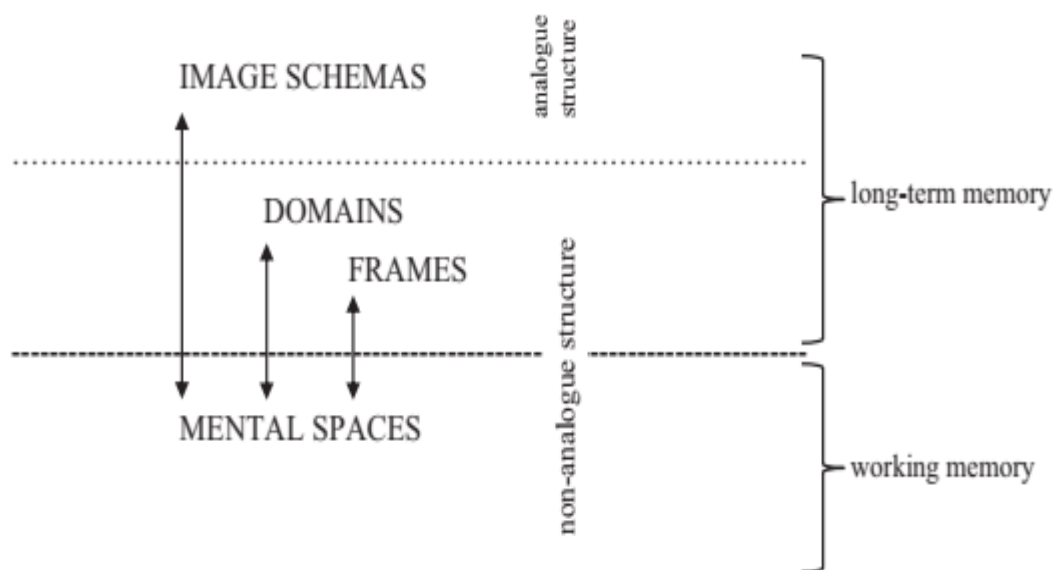 IMAGE SCHEMAS
analogue
structure
long-term memory
DOMAINS
FRAMES
non-analogue structure
MENTAL SPACES
working memory